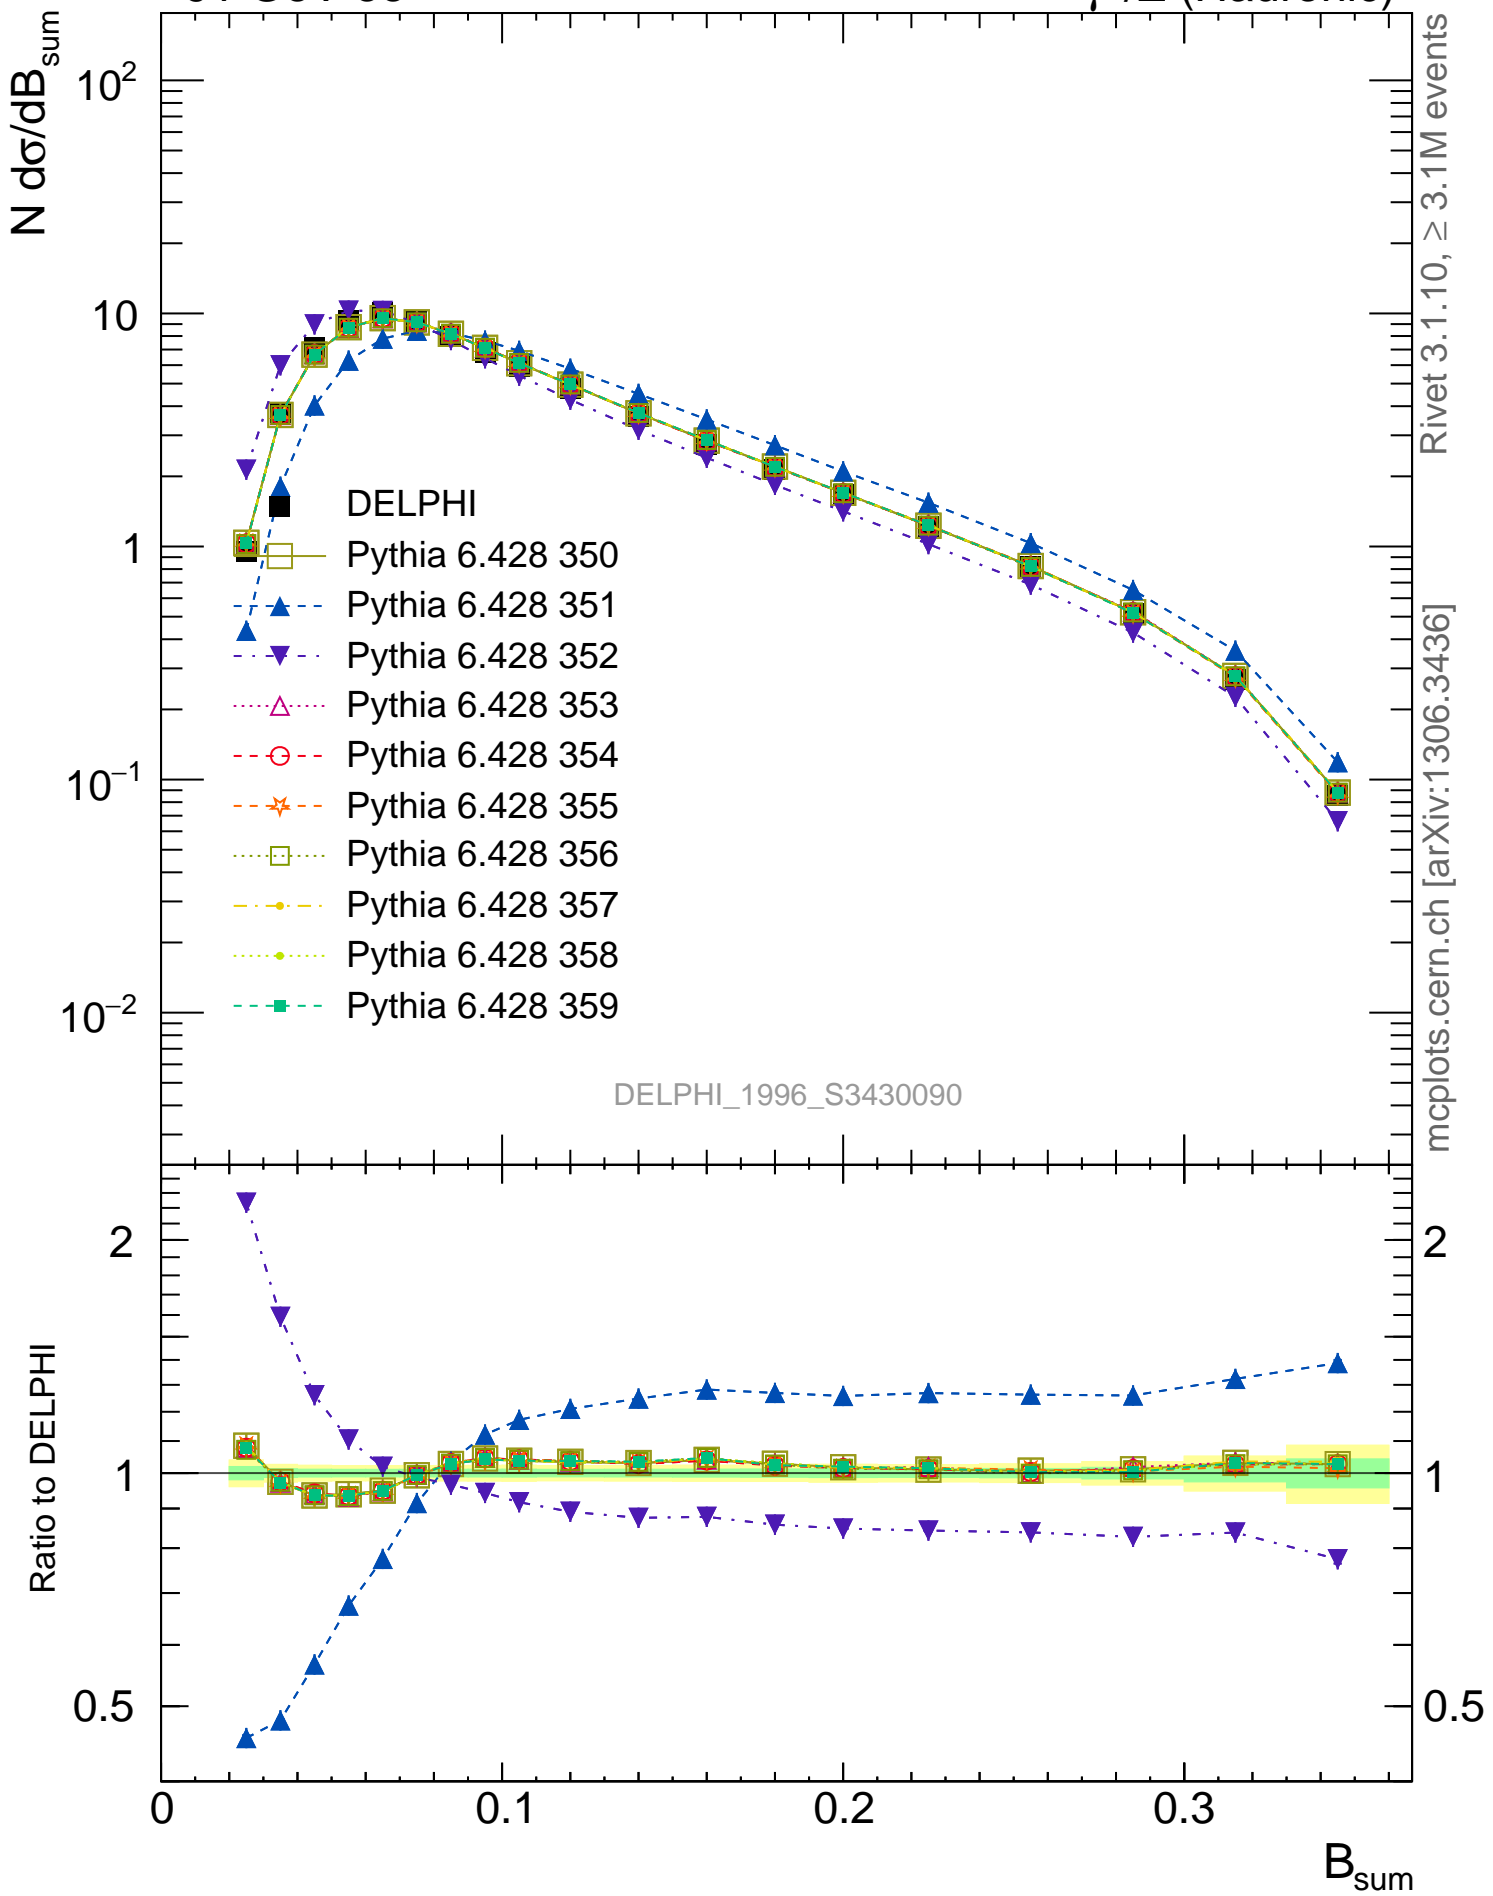 N dσ/dB_sum
10²
10
1
10⁻¹
10⁻²
DELPHI
Pythia 6.428 350
Pythia 6.428 351
Pythia 6.428 352
Pythia 6.428 353
Pythia 6.428 354
Pythia 6.428 355
Pythia 6.428 356
Pythia 6.428 357
Pythia 6.428 358
Pythia 6.428 359
DELPHI_1996_S3430090
Rivet 3.1.10, ≥ 3.1M events
mcplots.cern.ch [arXiv:1306.3436]
Ratio to DELPHI
2
1
0.5
2
1
0.5
0
0.1
0.2
0.3
B_sum